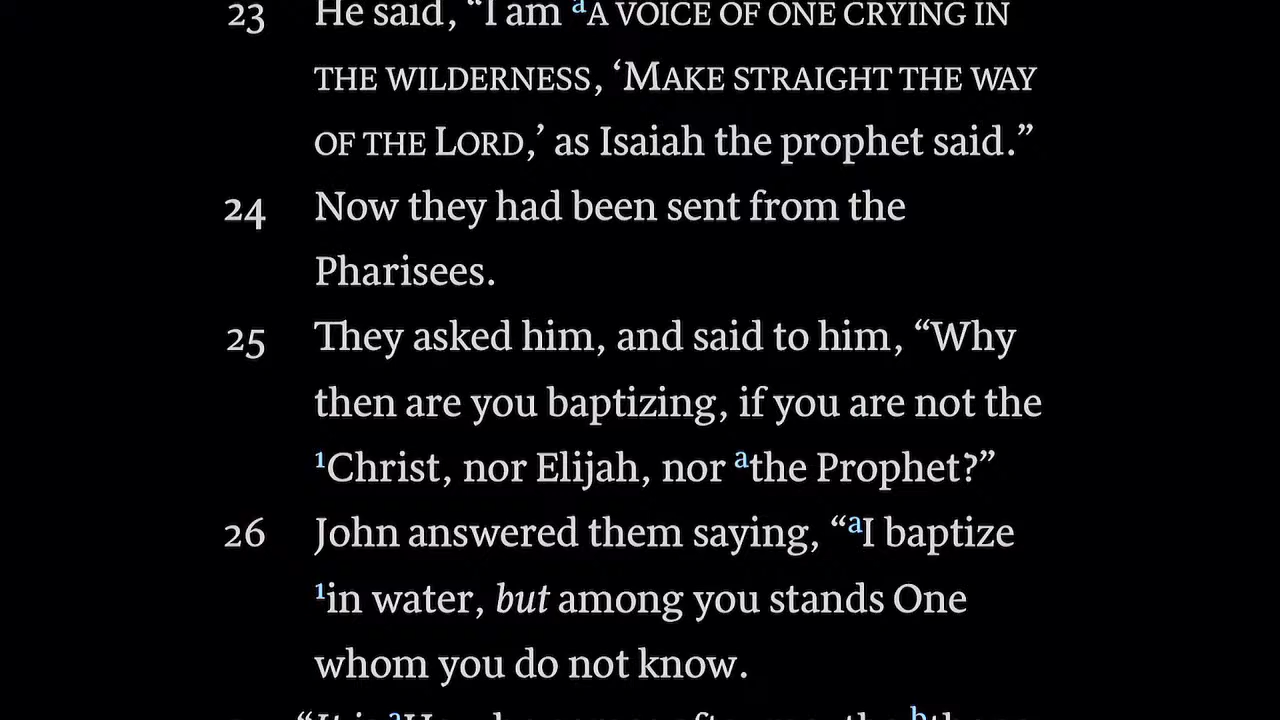 23 He said, “I am aA VOICE OF ONE CRYING IN
THE WILDERNESS, ‘MAKE STRAIGHT THE WAY
OF THE LORD,’ as Isaiah the prophet said.”
24 Now they had been sent from the
Pharisees.
25 They asked him, and said to him, “Why
then are you baptizing, if you are not the
1Christ, nor Elijah, nor athe Prophet?”
26 John answered them saying, “aI baptize
1in water, but among you stands One
whom you do not know.